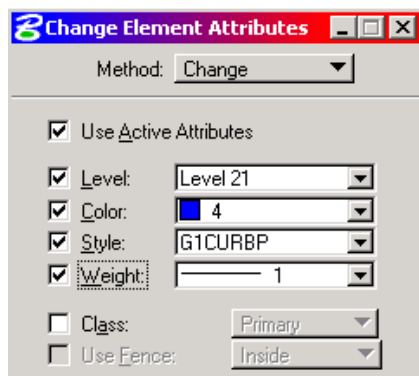 Change Element Attributes
Method: Change
Use Active Attributes
Level: Level 21
Color: 4
Style: G1CURBP
Weight: 1
Class: Primary
Use Fence: Inside